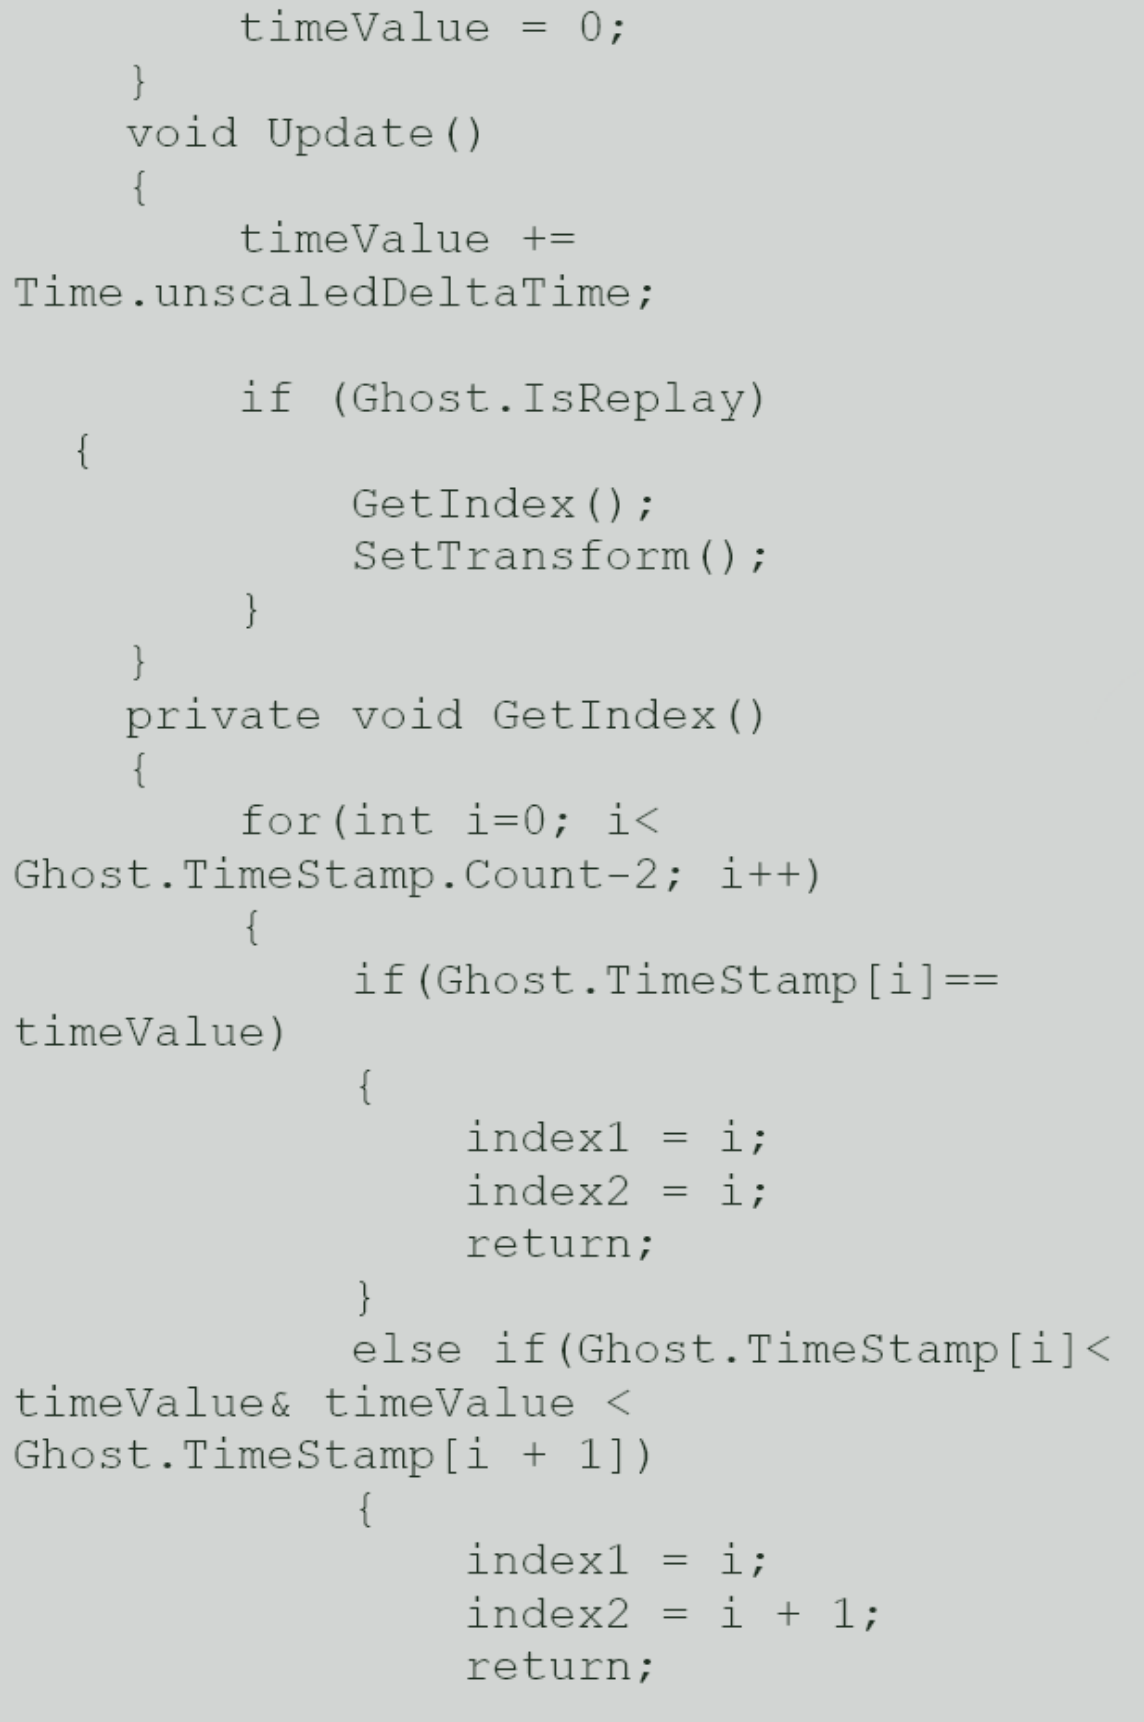 timeValue = 0;
}
void Update()
{
timeValue +=
Time.unscaledDeltaTime;
if (Ghost.IsReplay)
{
GetIndex();
SetTransform();
}
}
private void GetIndex()
{
for(int i=0; i<
Ghost.TimeStamp.Count-2; i++)
{
if(Ghost.TimeStamp[i]==
timeValue)
{
index1 = i;
index2 = i;
return;
}
else if(Ghost.TimeStamp[i]<
timeValue& timeValue <
Ghost.TimeStamp[i + 1])
{
index1 = i;
index2 = i + 1;
return;